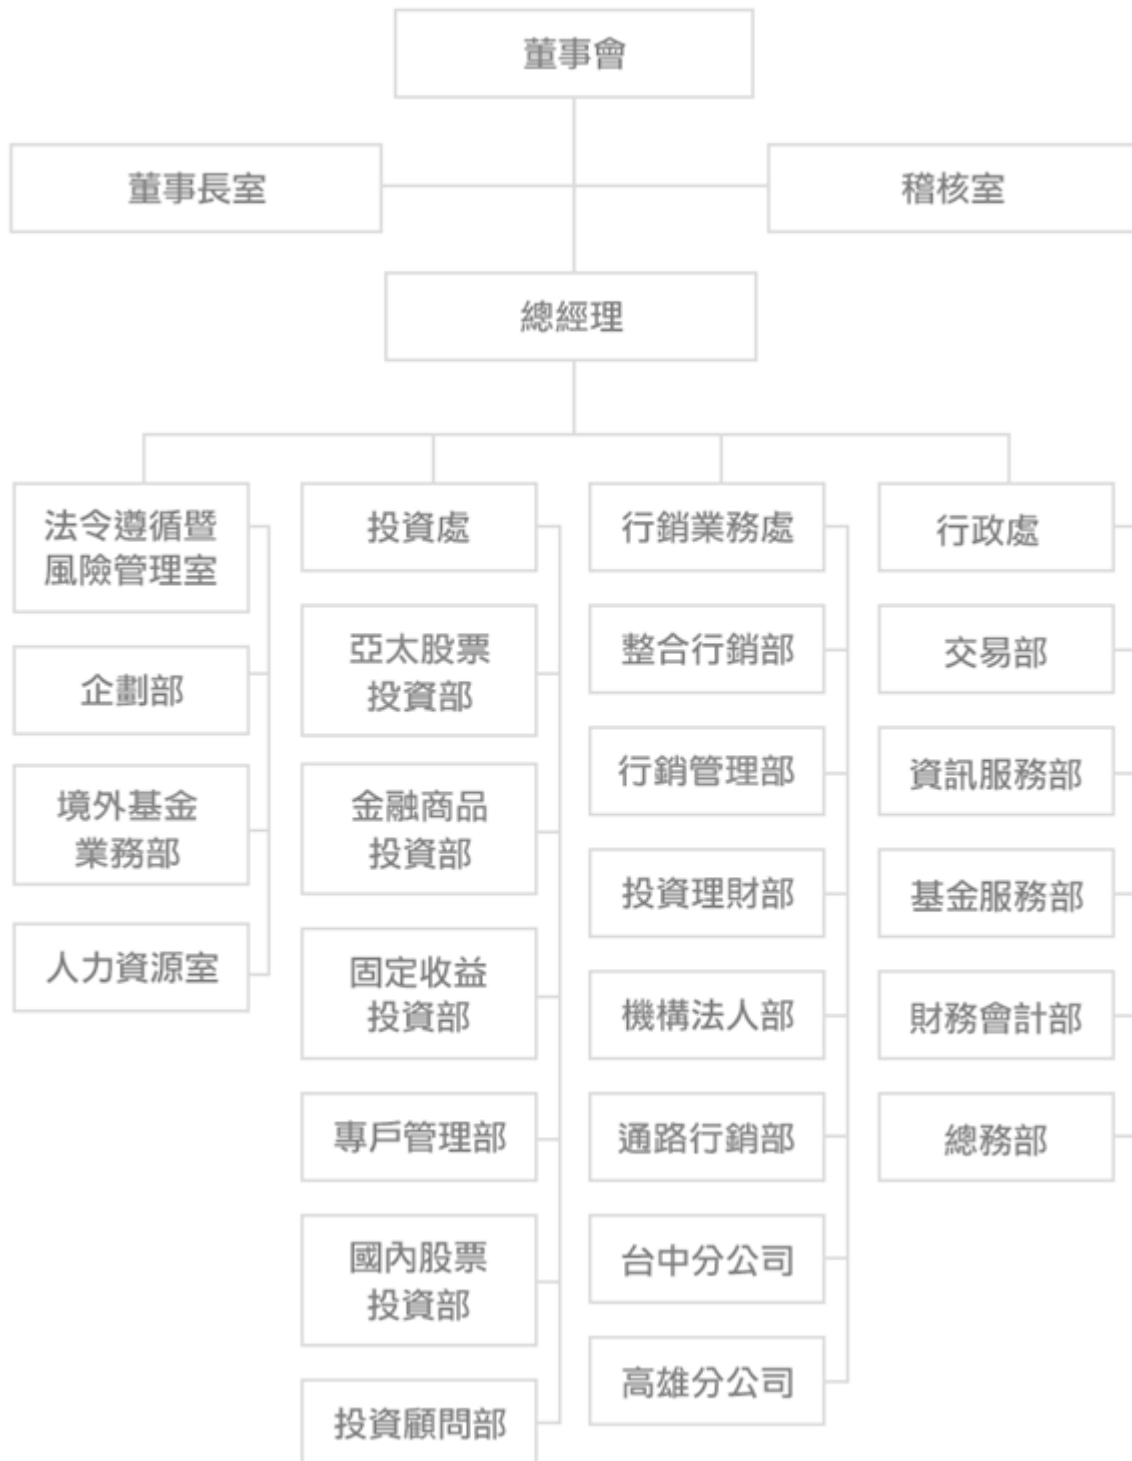 董事會
董事長室
稽核室
總經理
法令遵循暨
風險管理室
企劃部
境外基金
業務部
人力資源室
投資處
亞太股票
投資部
金融商品
投資部
固定收益
投資部
專戶管理部
國內股票
投資部
投資顧問部
行銷業務處
整合行銷部
行銷管理部
投資理財部
機構法人部
通路行銷部
台中分公司
高雄分公司
行政處
交易部
資訊服務部
基金服務部
財務會計部
總務部